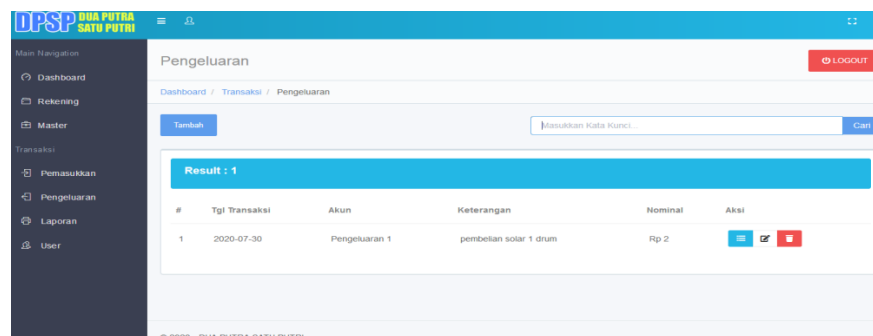 DPSP DUA PUTRA
SATU PUTRI
Main Navigation
Dashboard
Rekening
Master
Transaksi
Pemasukkan
Pengeluaran
Laporan
User
Pengeluaran
LOGOUT
Dashboard / Transaksi / Pengeluaran
Tambah
Masukkan Kata Kunci...
Cari
Result : 1
# Tgl Transaksi Akun Keterangan Nominal Aksi
1 2020-07-30 Pengeluaran 1 pembelian solar 1 drum Rp 2
DUA PUTRA SATU PUTRI